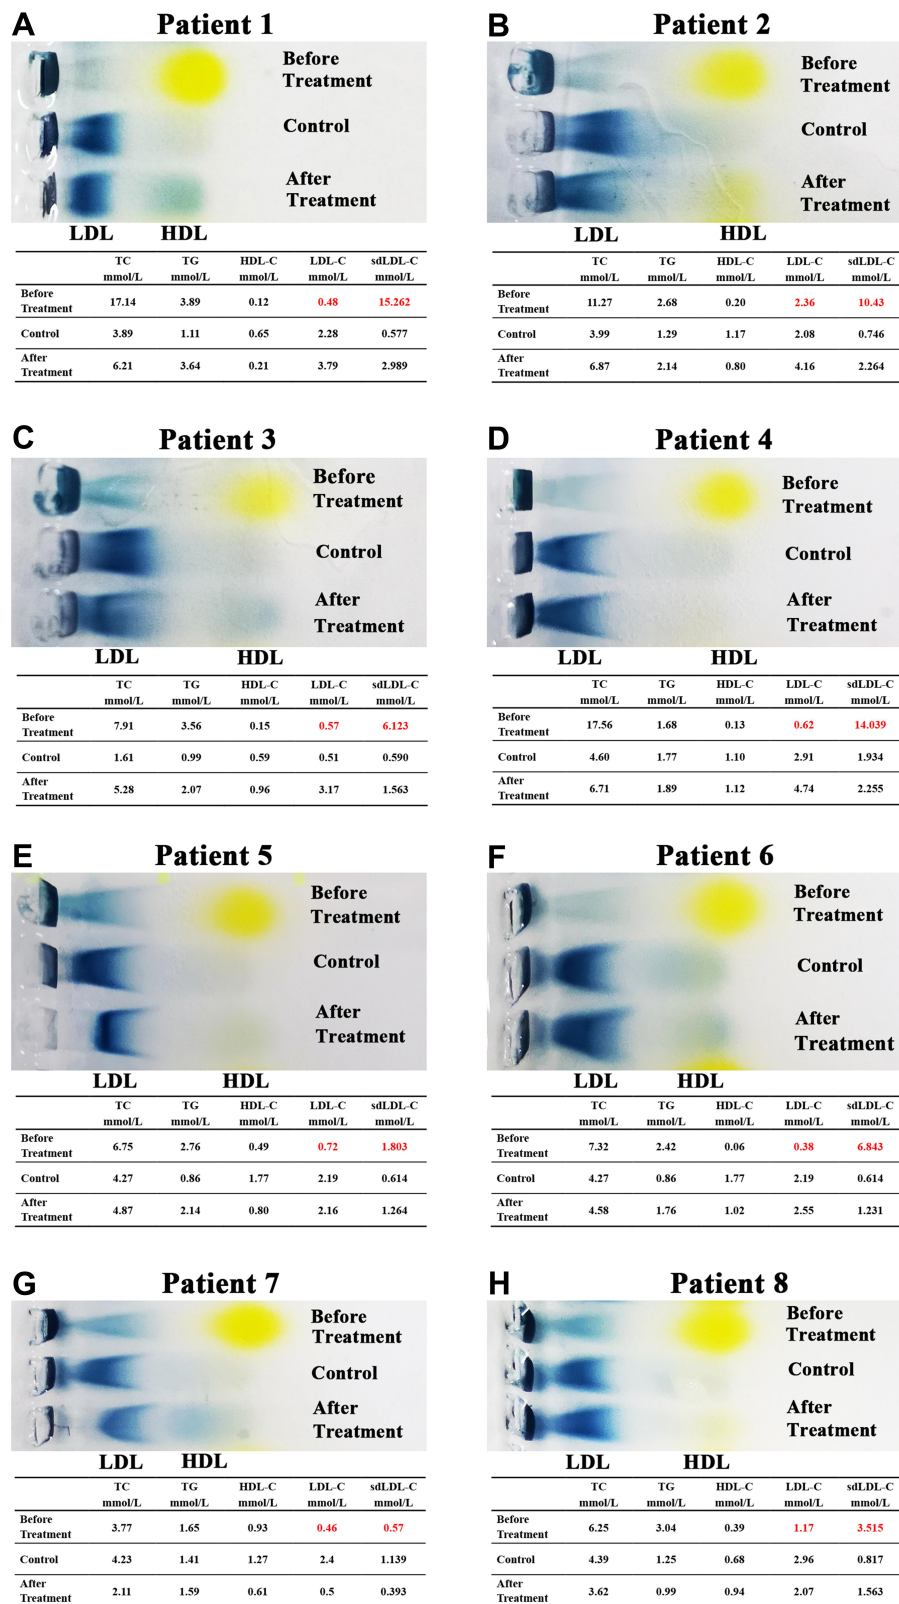 A Patient 1
Before
Treatment
Control
After
Treatment
LDL HDL
TC TG HDL-C LDL-C sdLDL-C
mmol/L mmol/L mmol/L mmol/L mmol/L
Before
Treatment 17.14 3.89 0.12 0.48 15.262
Control 3.89 1.11 0.65 2.28 0.577
After
Treatment 6.21 3.64 0.21 3.79 2.989
B Patient 2
Before
Treatment
Control
After
Treatment
LDL HDL
TC TG HDL-C LDL-C sdLDL-C
mmol/L mmol/L mmol/L mmol/L mmol/L
Before
Treatment 11.27 2.68 0.20 2.36 10.43
Control 3.99 1.29 1.17 2.08 0.746
After
Treatment 6.87 2.14 0.80 4.16 2.264
C Patient 3
Before
Treatment
Control
After
Treatment
LDL HDL
TC TG HDL-C LDL-C sdLDL-C
mmol/L mmol/L mmol/L mmol/L mmol/L
Before
Treatment 7.91 3.56 0.15 0.57 6.123
Control 1.61 0.99 0.59 0.51 0.590
After
Treatment 5.28 2.07 0.96 3.17 1.563
D Patient 4
Before
Treatment
Control
After
Treatment
LDL HDL
TC TG HDL-C LDL-C sdLDL-C
mmol/L mmol/L mmol/L mmol/L mmol/L
Before
Treatment 17.56 1.68 0.13 0.62 14.039
Control 4.60 1.77 1.10 2.91 1.934
After
Treatment 6.71 1.89 1.12 4.74 2.255
E Patient 5
Before
Treatment
Control
After
Treatment
LDL HDL
TC TG HDL-C LDL-C sdLDL-C
mmol/L mmol/L mmol/L mmol/L mmol/L
Before
Treatment 6.75 2.76 0.49 0.72 1.803
Control 4.27 0.86 1.77 2.19 0.614
After
Treatment 4.87 2.14 0.80 2.16 1.264
F Patient 6
Before
Treatment
Control
After
Treatment
LDL HDL
TC TG HDL-C LDL-C sdLDL-C
mmol/L mmol/L mmol/L mmol/L mmol/L
Before
Treatment 7.32 2.42 0.06 0.38 6.843
Control 4.27 0.86 1.77 2.19 0.614
After
Treatment 4.58 1.76 1.02 2.55 1.231
G Patient 7
Before
Treatment
Control
After
Treatment
LDL HDL
TC TG HDL-C LDL-C sdLDL-C
mmol/L mmol/L mmol/L mmol/L mmol/L
Before
Treatment 3.77 1.65 0.93 0.46 0.57
Control 4.23 1.41 1.27 2.4 1.139
After
Treatment 2.11 1.59 0.61 0.5 0.393
H Patient 8
Before
Treatment
Control
After
Treatment
LDL HDL
TC TG HDL-C LDL-C sdLDL-C
mmol/L mmol/L mmol/L mmol/L mmol/L
Before
Treatment 6.25 3.04 0.39 1.17 3.515
Control 4.39 1.25 0.68 2.96 0.817
After
Treatment 3.62 0.99 0.94 2.07 1.563